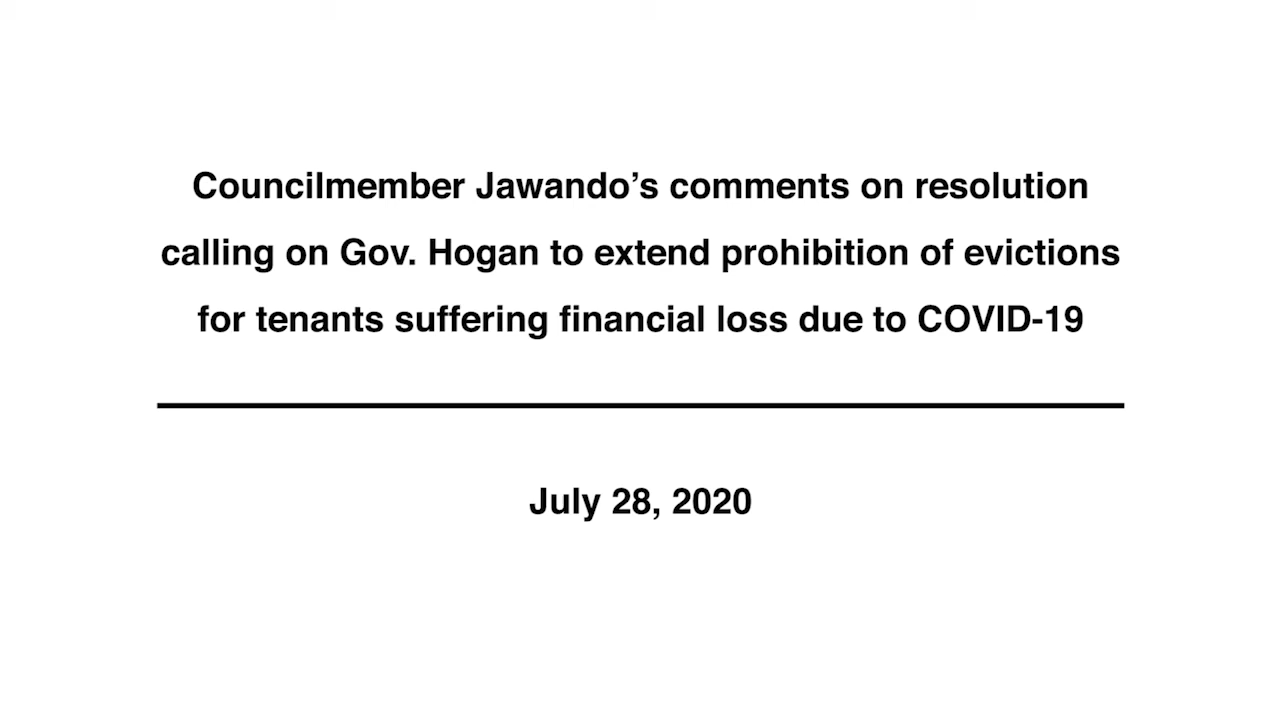 Councilmember Jawando’s comments on resolution
calling on Gov. Hogan to extend prohibition of evictions
for tenants suffering financial loss due to COVID-19
July 28, 2020